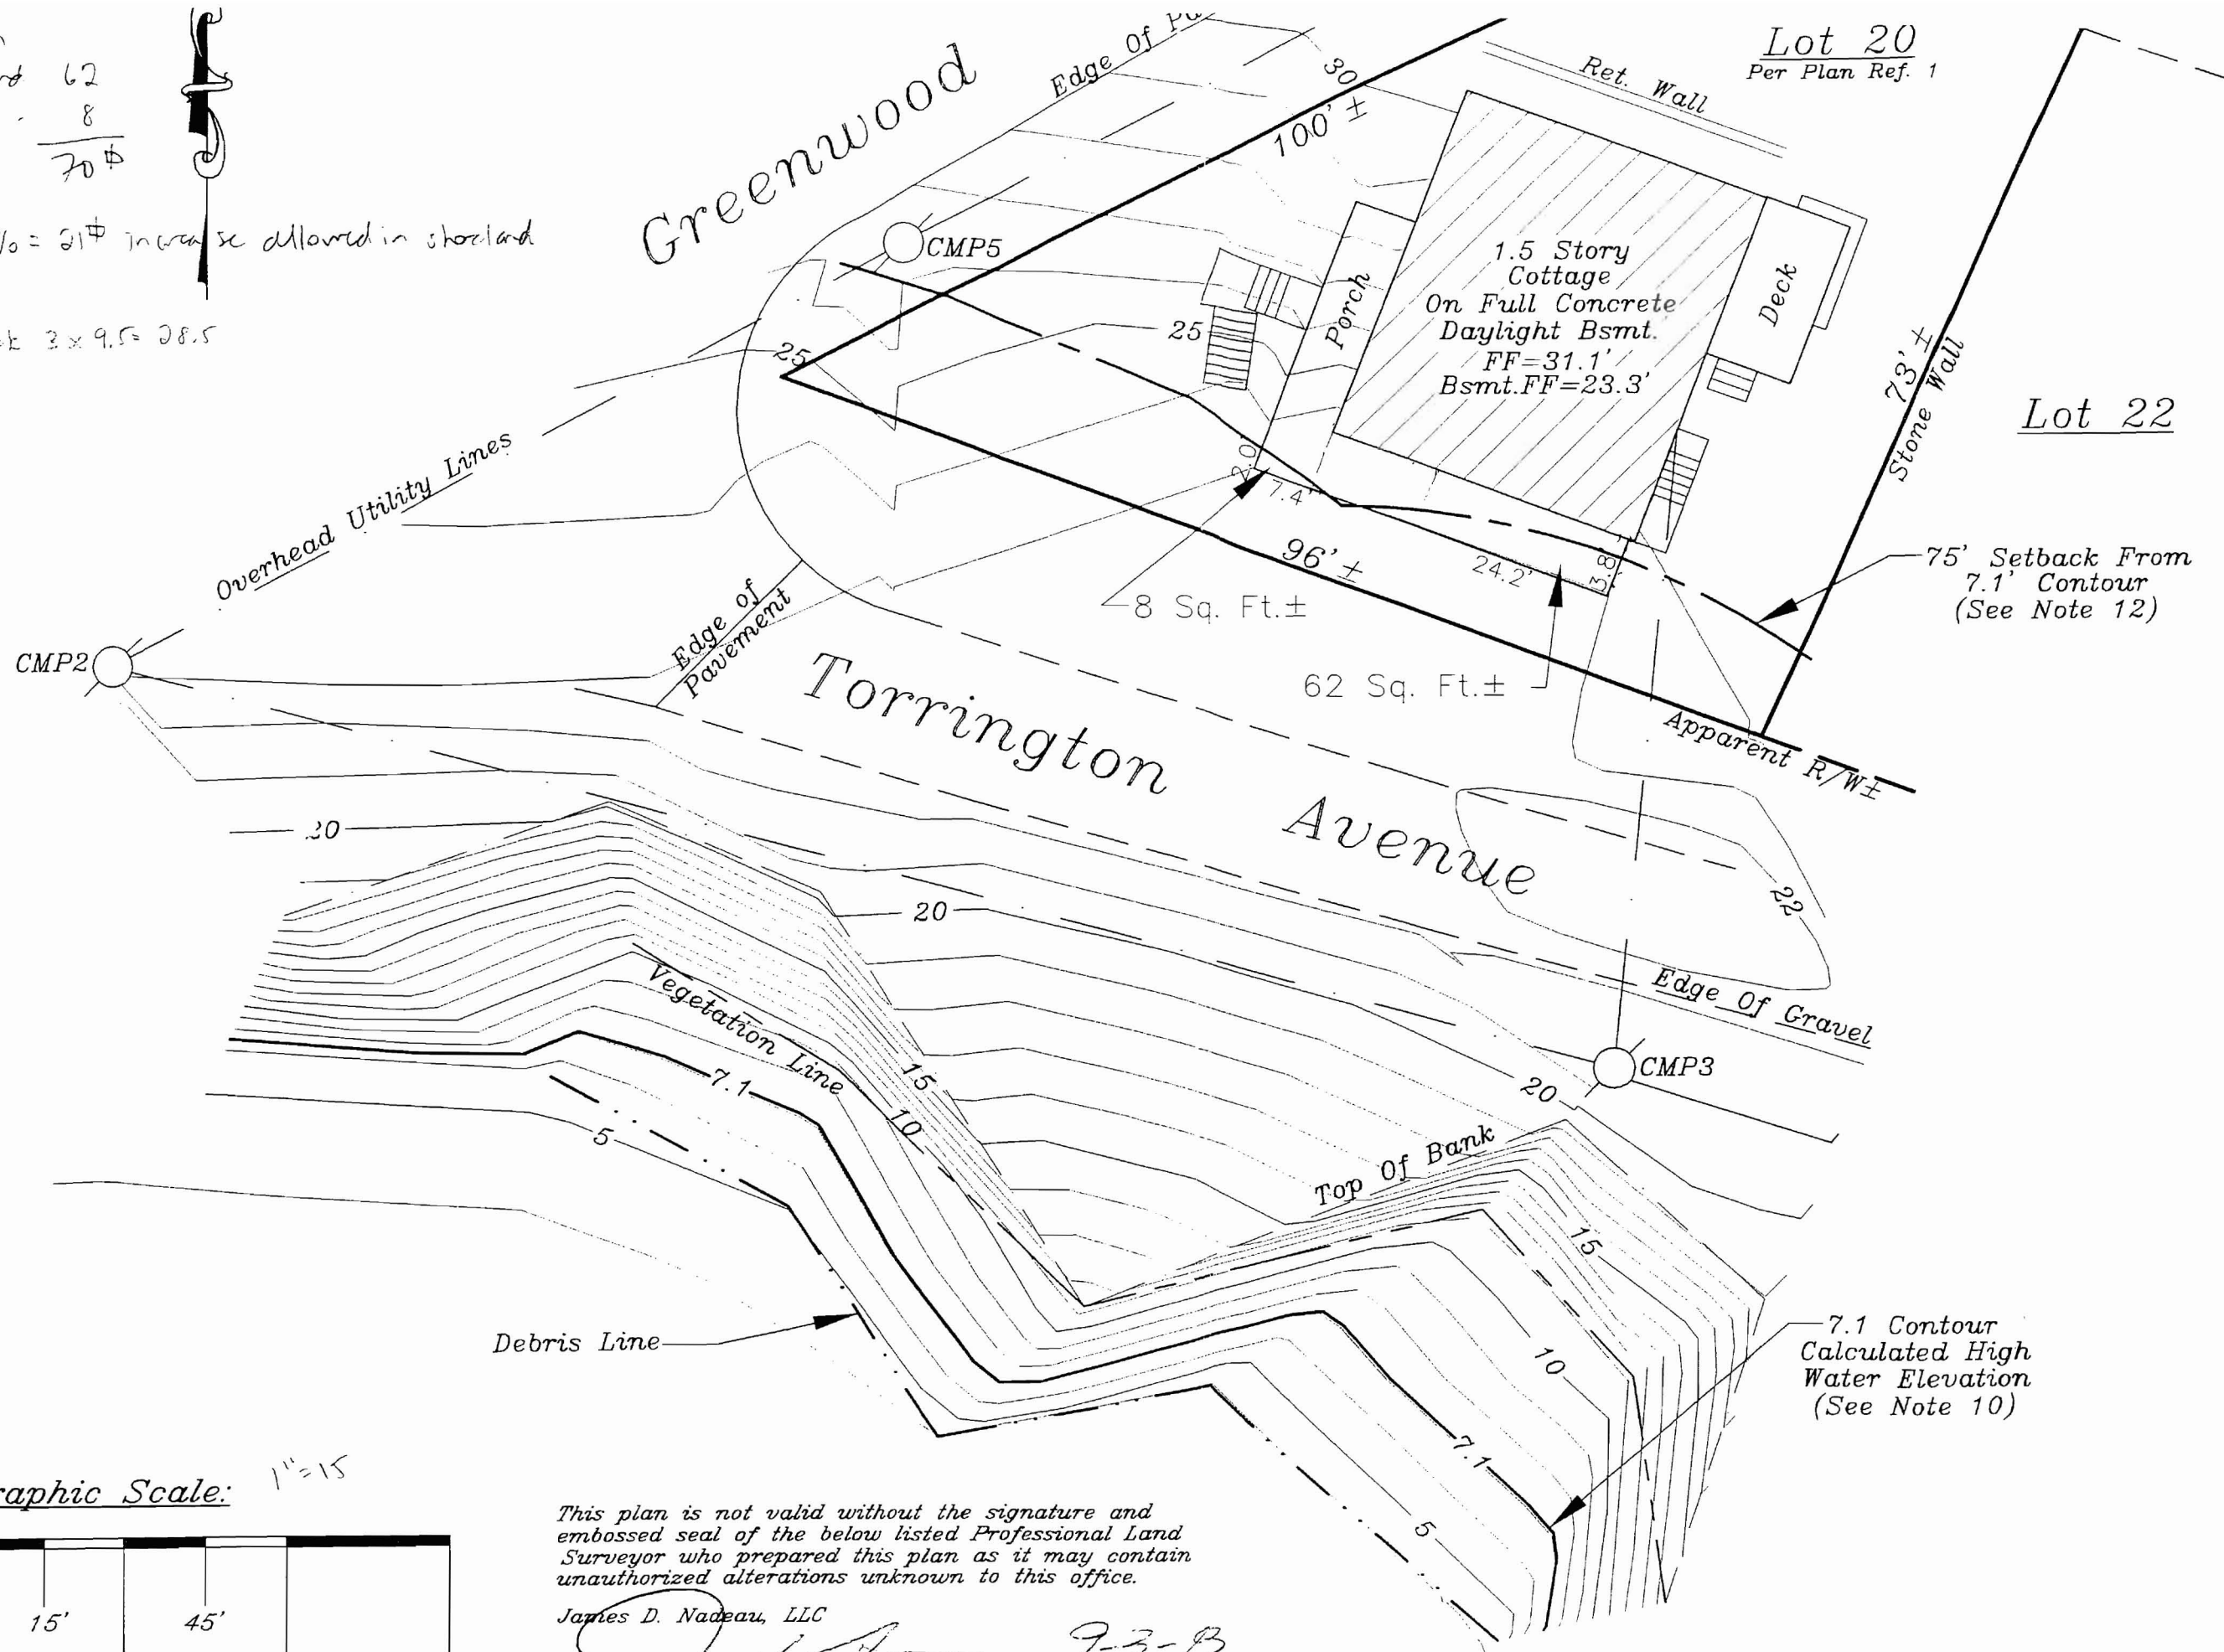 62
8
70
= 21 increase allowed in shoreland
3 x 9.5 = 28.5
Greenwood
Edge Of
30
100' ±
Ret. Wall
Lot 20
Per Plan Ref. 1
CMP5
25
25
Porch
1.5 Story
Cottage
On Full Concrete
Daylight Bsmt.
FF=31.1'
Bsmt.FF=23.3'
Deck
73' ±
Stone Wall
Lot 22
Overhead Utility Lines
2.0'
7.4'
96' ±
24.2'
3.8'
8 Sq. Ft.±
62 Sq. Ft.±
75' Setback From
7.1' Contour
(See Note 12)
CMP2
Edge of
Pavement
Torrington
Avenue
Apparent R/W±
20
20
22
Vegetation Line
Edge Of Gravel
7.1
15
10
5
CMP3
20
Top Of Bank
15
10
Debris Line
7.1 Contour
Calculated High
Water Elevation
(See Note 10)
7.1
5
raphic Scale:
1"=15
15'
45'
This plan is not valid without the signature and
embossed seal of the below listed Professional Land
Surveyor who prepared this plan as it may contain
unauthorized alterations unknown to this office.
James D. Nadeau, LLC
9-3-13